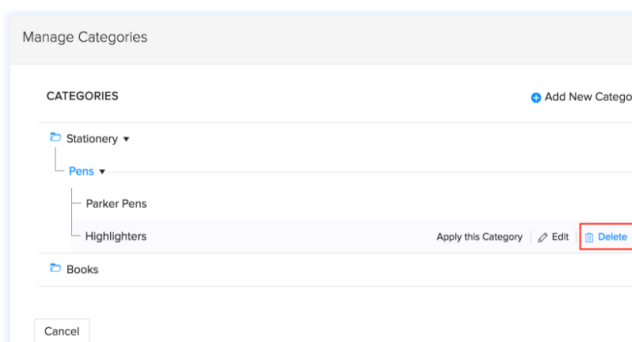 Manage Categories
CATEGORIES
Add New Catego
Stationery
Pens
Parker Pens
Highlighters
Apply this Category Edit Delete
Books
Cancel